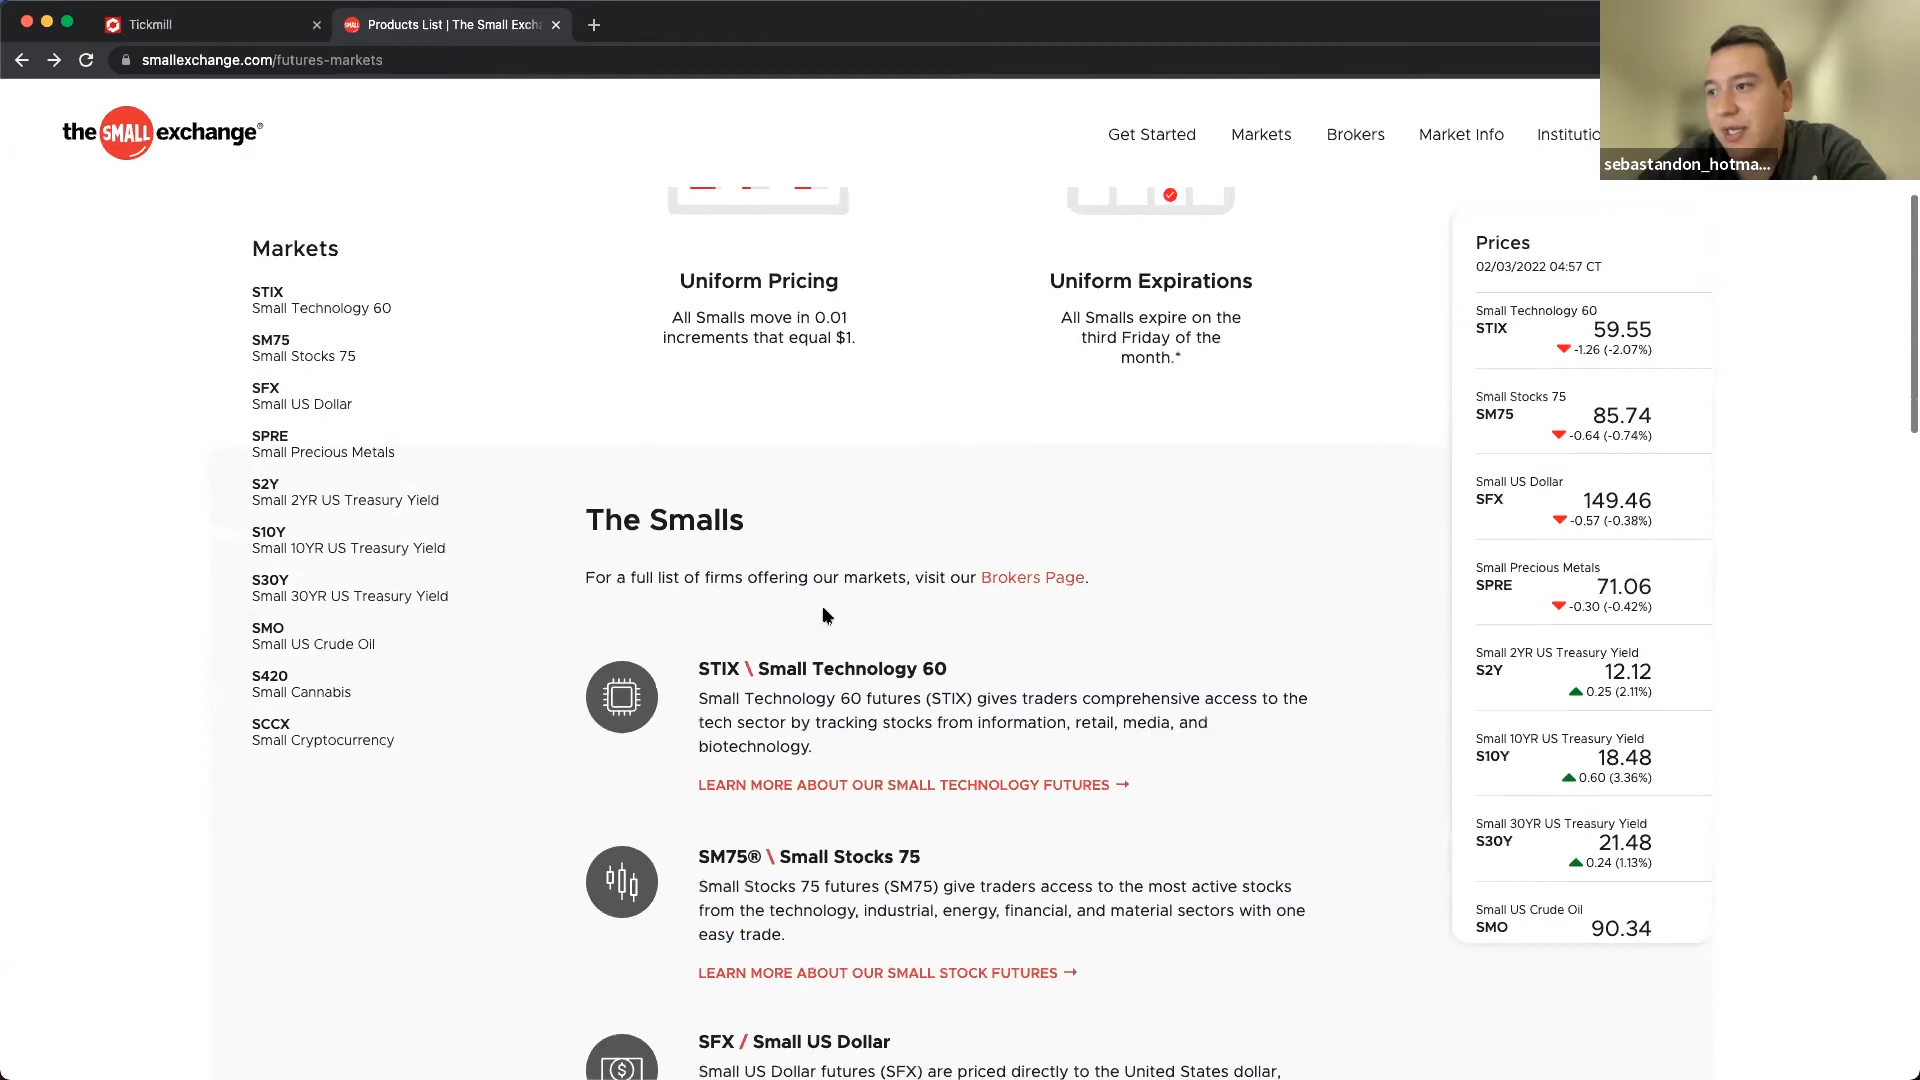 Tickmill
Products List | The Small Excha
smallexchange.com/futures-markets
the SMALL exchange®
Get Started
Markets
Brokers
Market Info
Institutio
sebastandon_hotma...
Markets
STIX
Small Technology 60
SM75
Small Stocks 75
SFX
Small US Dollar
SPRE
Small Precious Metals
S2Y
Small 2YR US Treasury Yield
S10Y
Small 10YR US Treasury Yield
S30Y
Small 30YR US Treasury Yield
SMO
Small US Crude Oil
S420
Small Cannabis
SCCX
Small Cryptocurrency
Uniform Pricing
All Smalls move in 0.01
increments that equal $1.
Uniform Expirations
All Smalls expire on the
third Friday of the
month.*
The Smalls
For a full list of firms offering our markets, visit our Brokers Page.
STIX \ Small Technology 60
Small Technology 60 futures (STIX) gives traders comprehensive access to the
tech sector by tracking stocks from information, retail, media, and
biotechnology.
LEARN MORE ABOUT OUR SMALL TECHNOLOGY FUTURES →
SM75® \ Small Stocks 75
Small Stocks 75 futures (SM75) give traders access to the most active stocks
from the technology, industrial, energy, financial, and material sectors with one
easy trade.
LEARN MORE ABOUT OUR SMALL STOCK FUTURES →
SFX / Small US Dollar
Small US Dollar futures (SFX) are priced directly to the United States dollar,
Prices
02/03/2022 04:57 CT
Small Technology 60
STIX 59.55
-1.26 (-2.07%)
Small Stocks 75
SM75 85.74
-0.64 (-0.74%)
Small US Dollar
SFX 149.46
-0.57 (-0.38%)
Small Precious Metals
SPRE 71.06
-0.30 (-0.42%)
Small 2YR US Treasury Yield
S2Y 12.12
0.25 (2.11%)
Small 10YR US Treasury Yield
S10Y 18.48
0.60 (3.36%)
Small 30YR US Treasury Yield
S30Y 21.48
0.24 (1.13%)
Small US Crude Oil
SMO 90.34